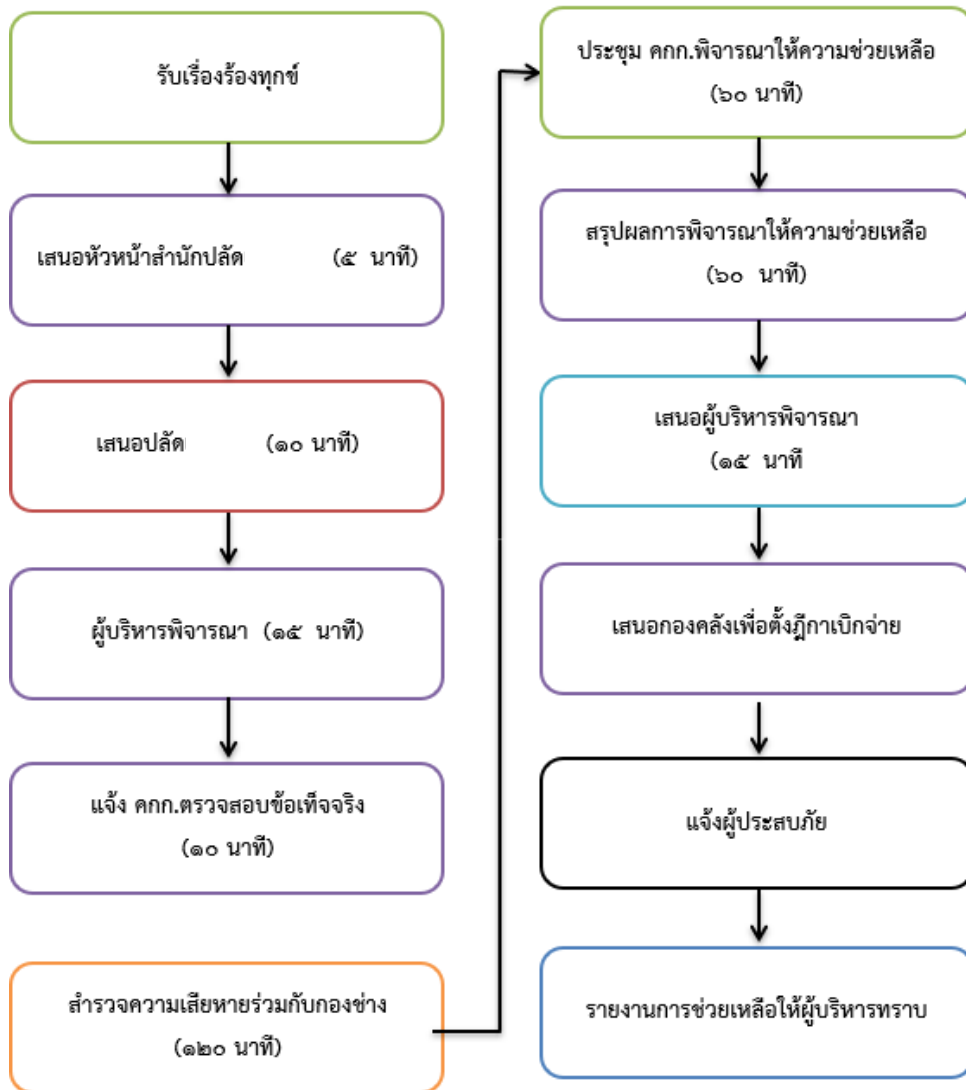 รับเรื่องร้องทุกข์
เสนอหัวหน้าสำนักปลัด (๕ นาที)
เสนอปลัด (๑๐ นาที)
ผู้บริหารพิจารณา (๑๕ นาที)
แจ้ง คกก.ตรวจสอบข้อเท็จจริง
(๑๐ นาที)
สำรวจความเสียหายร่วมกับกองช่าง
(๑๒๐ นาที)
ประชุม คกก.พิจารณาให้ความช่วยเหลือ
(๖๐ นาที)
สรุปผลการพิจารณาให้ความช่วยเหลือ
(๖๐ นาที)
เสนอผู้บริหารพิจารณา
(๑๕ นาที
เสนอกองคลังเพื่อตั้งฎีกาเบิกจ่าย
แจ้งผู้ประสบภัย
รายงานการช่วยเหลือให้ผู้บริหารทราบ